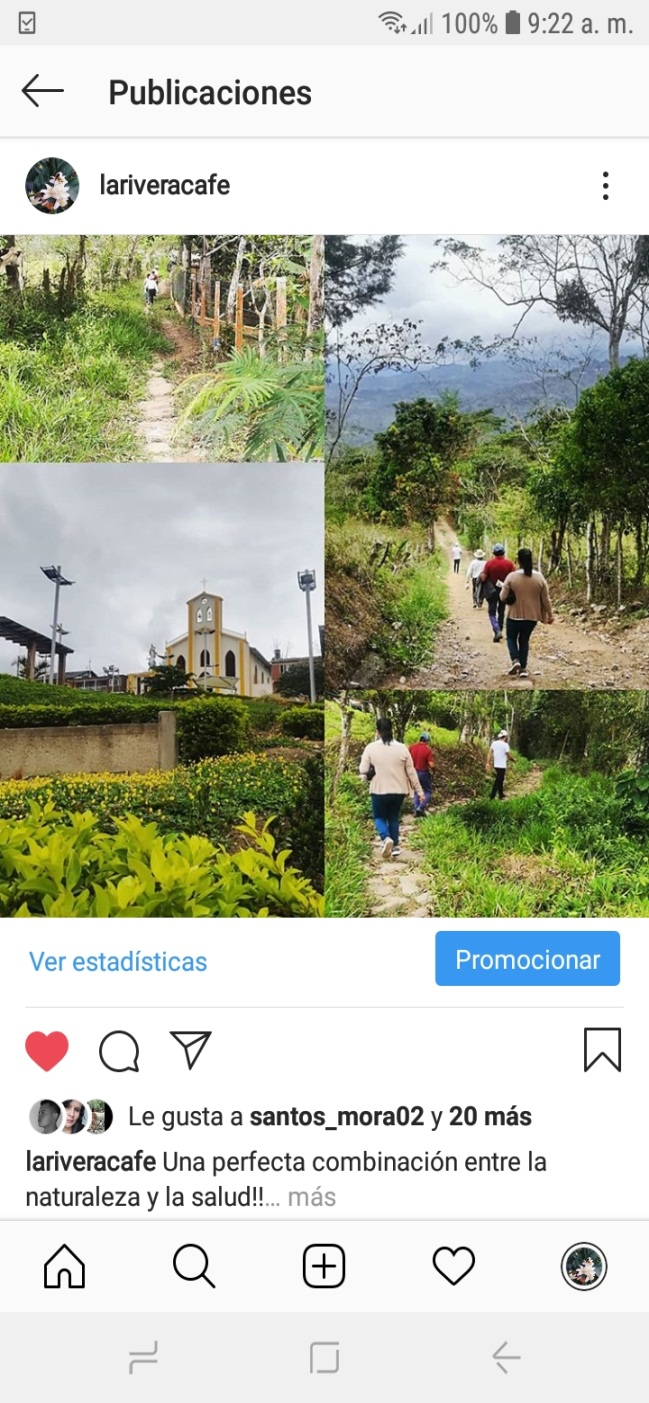 100% 9:22 a. m.
Publicaciones
lariveracafe
Ver estadísticas
Promocionar
Le gusta a santos_mora02 y 20 más
lariveracafe Una perfecta combinación entre la
naturaleza y la salud!!... más